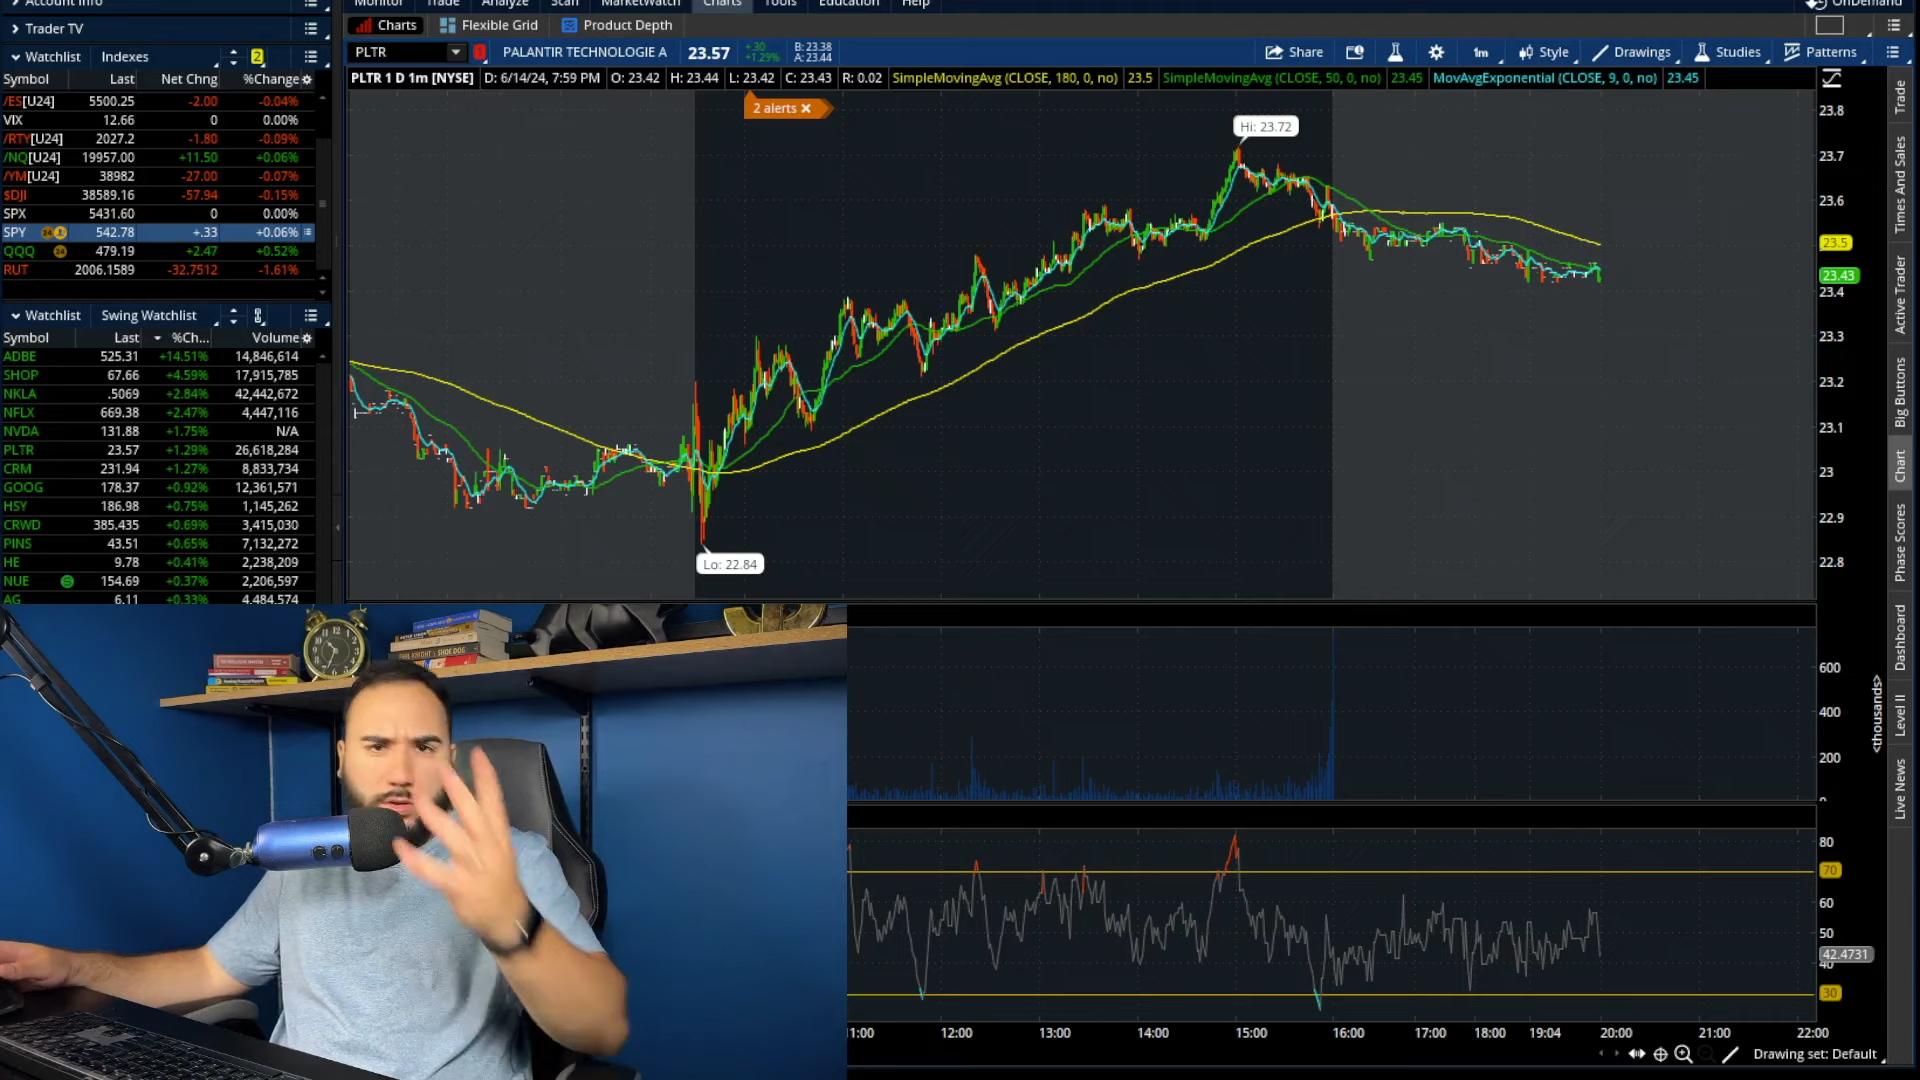 Account Info
Monitor Trade Analyze Scan MarketWatch Charts Tools Education Help OnDemand
Trader TV
Charts Flexible Grid Product Depth
Watchlist Indexes 2
PLTR PALANTIR TECHNOLOGIE A 23.57 +.30 +1.29% B: 23.38 A: 23.44 Share 1m Style Drawings Studies Patterns
PLTR 1 D 1m [NYSE] D: 6/14/24, 7:59 PM O: 23.42 H: 23.44 L: 23.42 C: 23.43 R: 0.02 SimpleMovingAvg (CLOSE, 180, 0, no) 23.5 SimpleMovingAvg (CLOSE, 50, 0, no) 23.45 MovAvgExponential (CLOSE, 9, 0, no) 23.45
Symbol Last Net Chng %Change
/ES[U24] 5500.25 -2.00 -0.04%
VIX 12.66 0 0.00%
/RTY[U24] 2027.2 -1.80 -0.09%
/NQ[U24] 19957.00 +11.50 +0.06%
/YM[U24] 38982 -27.00 -0.07%
$DJI 38589.16 -57.94 -0.15%
SPX 5431.60 0 0.00%
SPY 542.78 +.33 +0.06%
QQQ 479.19 +2.47 +0.52%
RUT 2006.1589 -32.7512 -1.61%
Watchlist Swing Watchlist
Symbol Last %Ch... Volume
ADBE 525.31 +14.51% 14,846,614
SHOP 67.66 +4.59% 17,915,785
NKLA .5069 +2.84% 42,442,672
NFLX 669.38 +2.47% 4,447,116
NVDA 131.88 +1.75% N/A
PLTR 23.57 +1.29% 26,618,284
CRM 231.94 +1.27% 8,833,734
GOOG 178.37 +0.92% 12,361,571
HSY 186.98 +0.75% 1,145,262
CRWD 385.435 +0.69% 3,415,030
PINS 43.51 +0.65% 7,132,272
HE 9.78 +0.41% 2,238,209
NUE 154.69 +0.37% 2,206,597
AG 6.11 +0.33% 4,484,574
2 alerts
Hi: 23.72
Lo: 22.84
23.8
23.7
23.6
23.5
23.43
23.4
23.3
23.2
23.1
23
22.9
22.8
600
400
200
<thousands>
80
70
60
50
42.4731
40
30
12:00 13:00 14:00 15:00 16:00 17:00 18:00 19:04 20:00 21:00 22:00
Drawing set: Default
Trade
Times And Sales
Active Trader
Big Buttons
Chart
Phase Scores
Dashboard
Level II
Live News
PHIL KNIGHT SHOE DOG